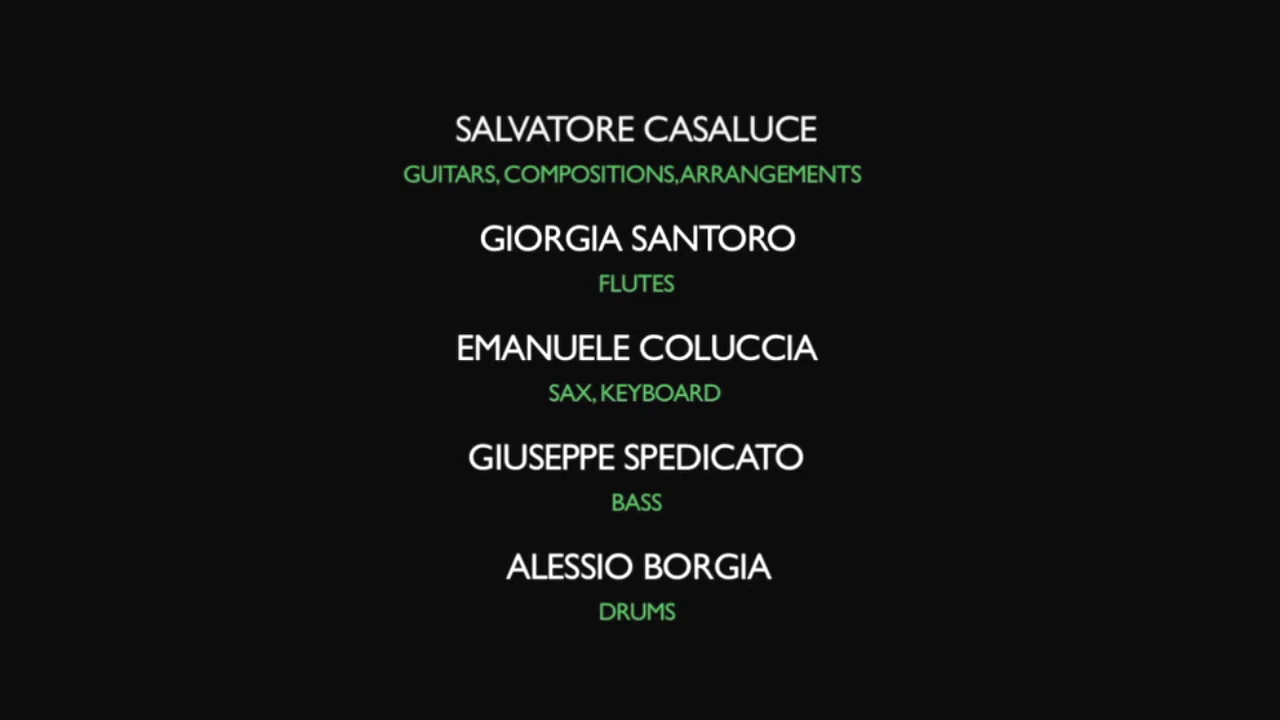 SALVATORE CASALUCE
GUITARS, COMPOSITIONS,ARRANGEMENTS
GIORGIA SANTORO
FLUTES
EMANUELE COLUCCIA
SAX, KEYBOARD
GIUSEPPE SPEDICATO
BASS
ALESSIO BORGIA
DRUMS